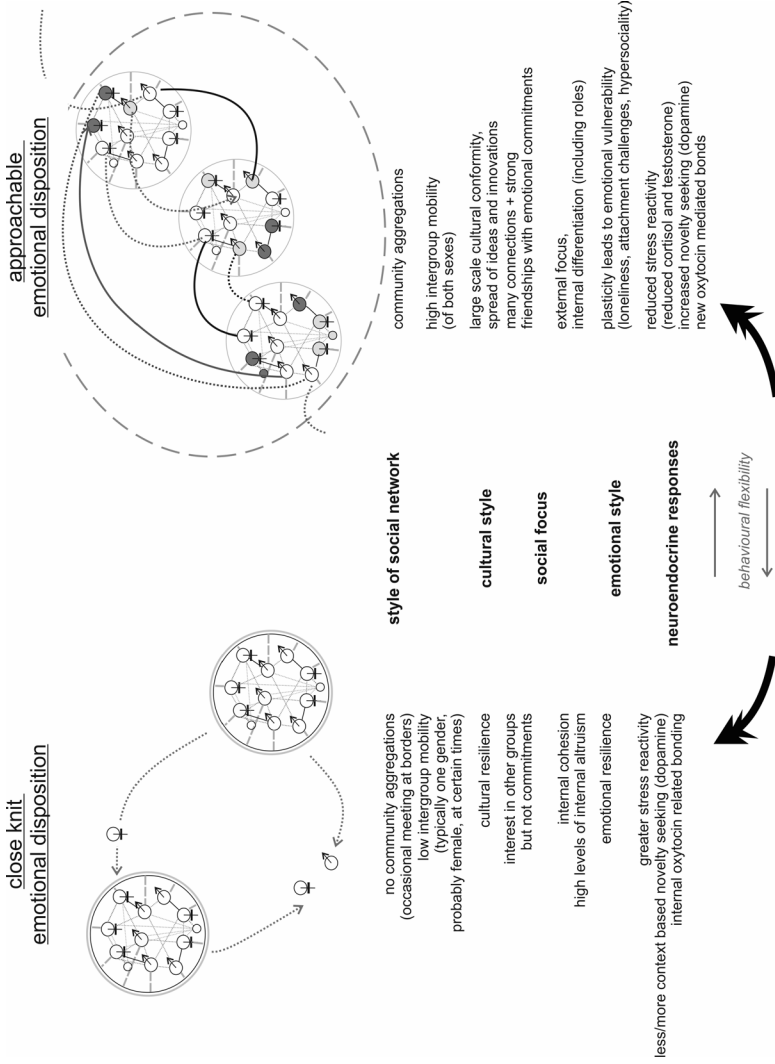 close knit
emotional disposition
approachable
emotional disposition
no community aggregations
(occasional meeting at borders)
low intergroup mobility
(typically one gender,
probably female, at certain times)
cultural resilience
interest in other groups
but not commitments
internal cohesion
high levels of internal altruism
emotional resilience
greater stress reactivity
less/more context based novelty seeking (dopamine)
internal oxytocin related bonding
style of social network
cultural style
social focus
emotional style
neuroendocrine responses
behavioural flexibility
community aggregations
high intergroup mobility
(of both sexes)
large scale cultural conformity,
spread of ideas and innovations
many connections + strong
friendships with emotional commitments
external focus,
internal differentiation (including roles)
plasticity leads to emotional vulnerability
(loneliness, attachment challenges, hypersociality)
reduced stress reactivity
(reduced cortisol and testosterone)
increased novelty seeking (dopamine)
new oxytocin mediated bonds